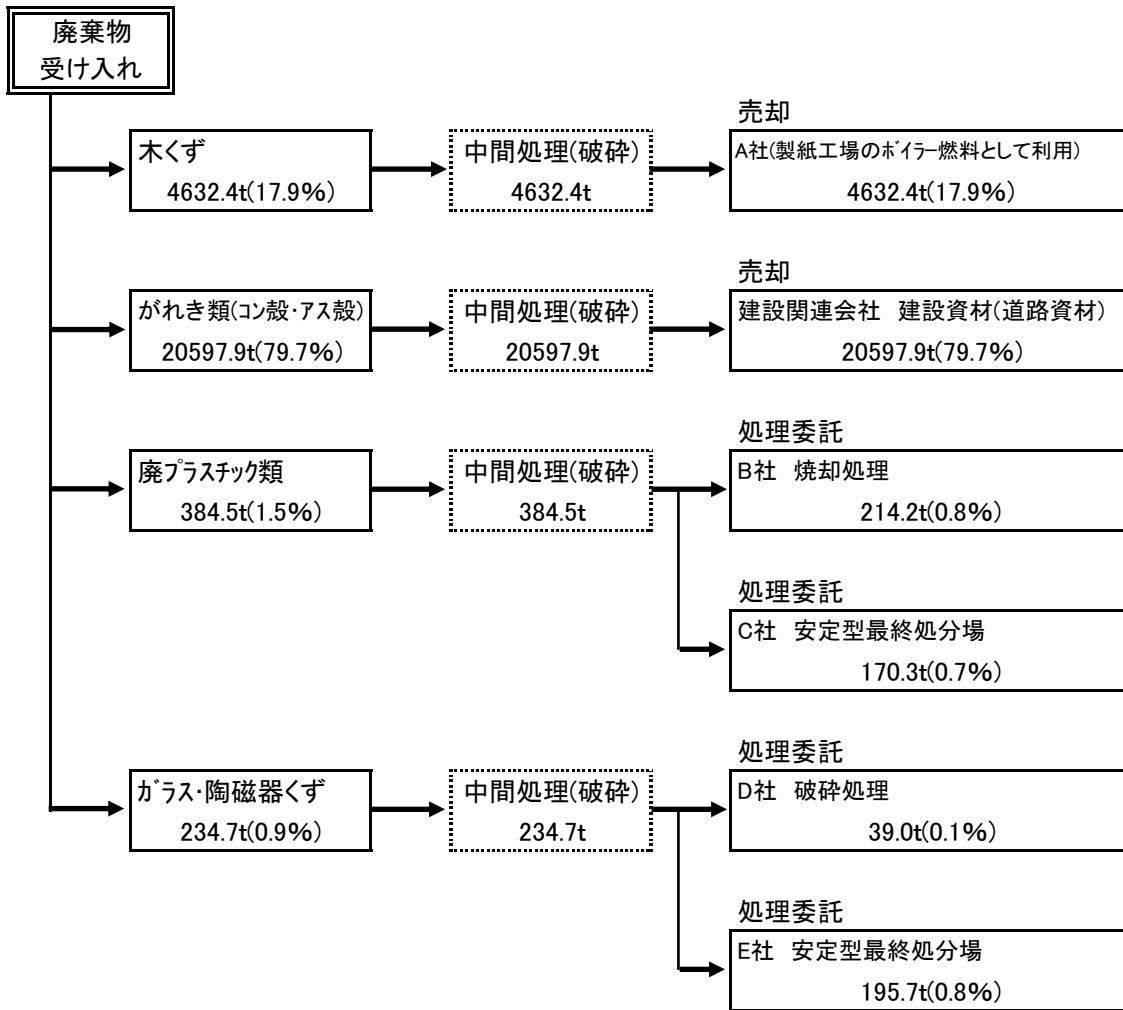 廃棄物
受け入れ
売却
木くず
4632.4t(17.9%)
中間処理(破砕)
4632.4t
A社(製紙工場のﾎﾞｲﾗｰ燃料として利用)
4632.4t(17.9%)
売却
がれき類(ｺﾝ殻･ｱｽ殻)
20597.9t(79.7%)
中間処理(破砕)
20597.9t
建設関連会社　建設資材(道路資材)
20597.9t(79.7%)
処理委託
廃ﾌﾟﾗｽﾁｯｸ類
384.5t(1.5%)
中間処理(破砕)
384.5t
B社　焼却処理
214.2t(0.8%)
処理委託
C社　安定型最終処分場
170.3t(0.7%)
処理委託
ｶﾞﾗｽ･陶磁器くず
234.7t(0.9%)
中間処理(破砕)
234.7t
D社　破砕処理
39.0t(0.1%)
処理委託
E社　安定型最終処分場
195.7t(0.8%)